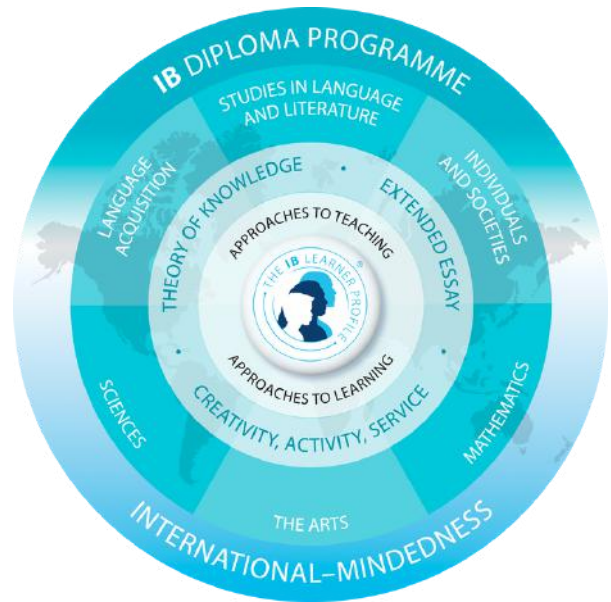 IB DIPLOMA PROGRAMME
STUDIES IN LANGUAGE
AND LITERATURE
LANGUAGE
ACQUISITION
INDIVIDUALS
AND SOCIETIES
THEORY OF KNOWLEDGE
•
EXTENDED ESSAY
•
APPROACHES TO TEACHING
THE IB LEARNER PROFILE
®
APPROACHES TO LEARNING
•
CREATIVITY, ACTIVITY, SERVICE
SCIENCES
MATHEMATICS
THE ARTS
INTERNATIONAL–MINDEDNESS